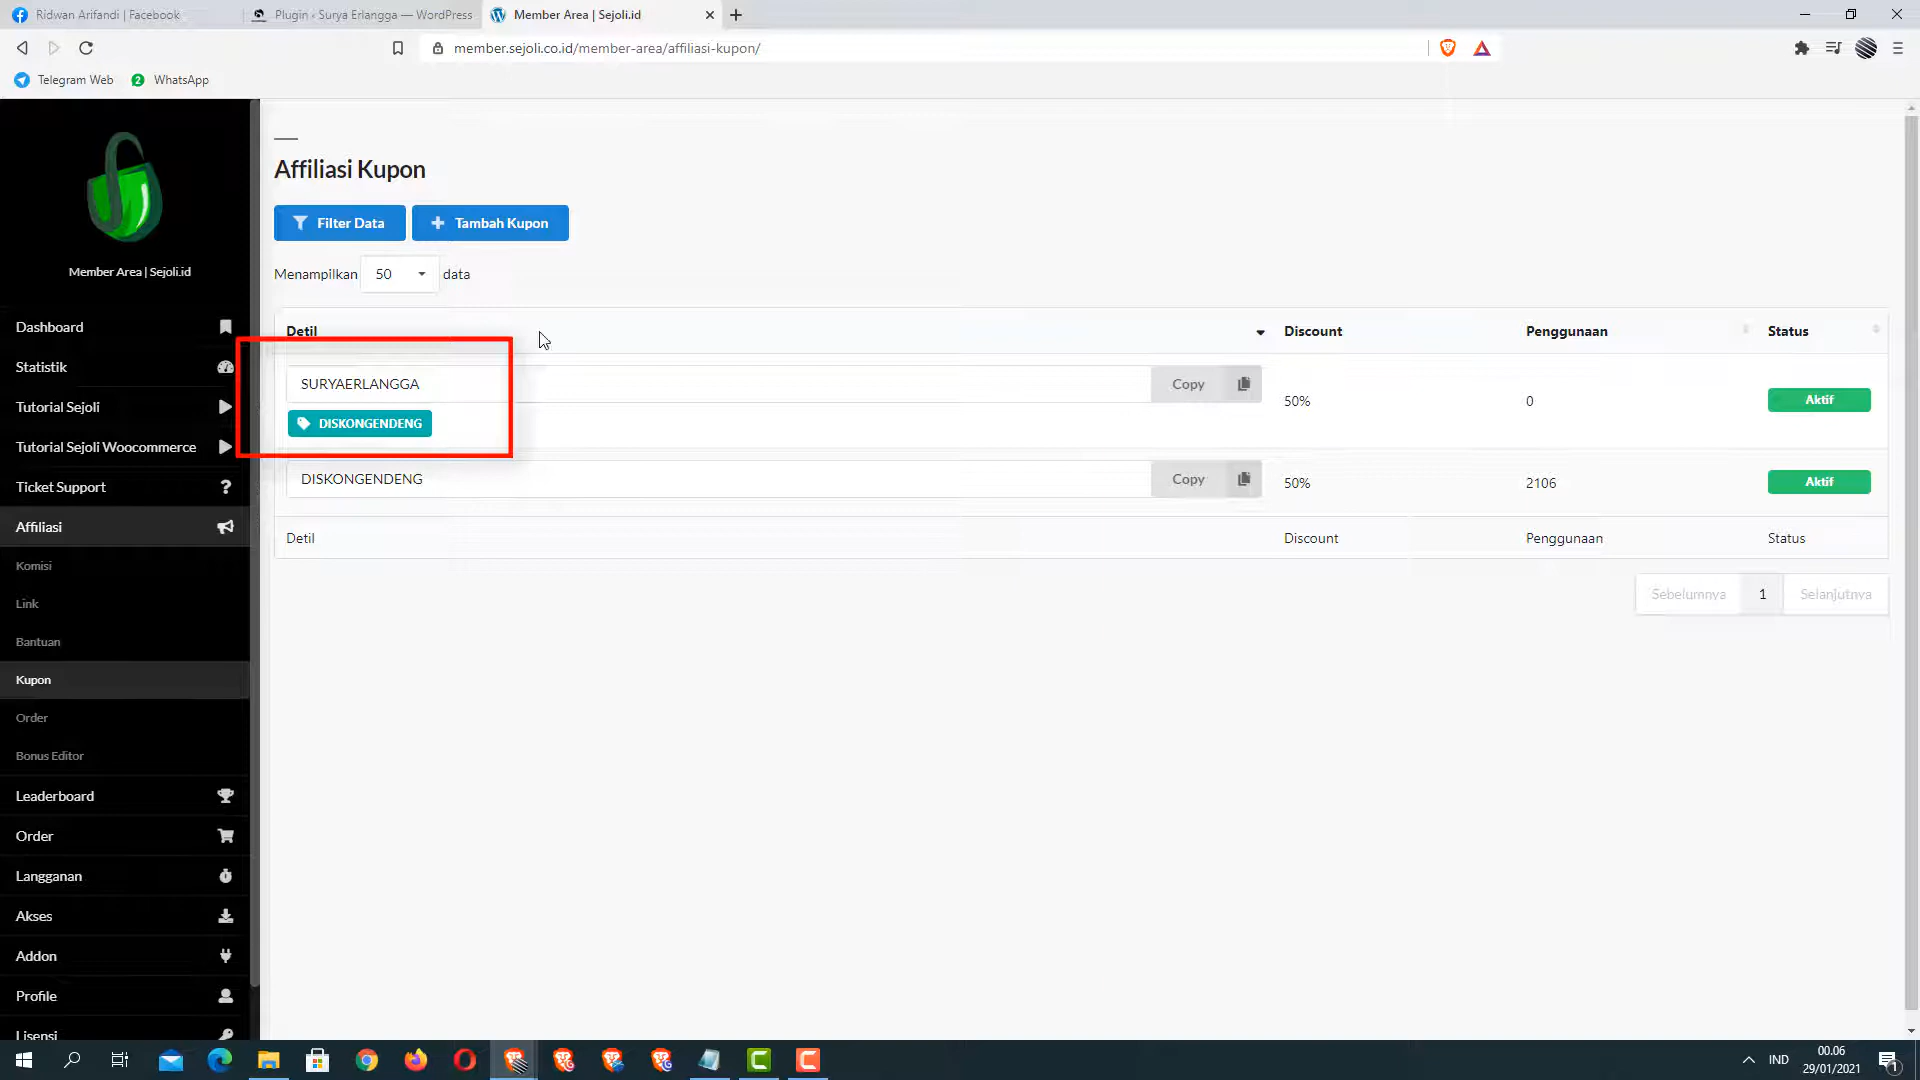 Ridwan Arifandi | Facebook
Plugin ‹ Surya Erlangga — WordPress
Member Area | Sejoli.id
member.sejoli.co.id/member-area/affiliasi-kupon/
Telegram Web
2
WhatsApp
Member Area | Sejoli.id
Dashboard
Statistik
Tutorial Sejoli
Tutorial Sejoli Woocommerce
Ticket Support
Affiliasi
Komisi
Link
Bantuan
Kupon
Order
Bonus Editor
Leaderboard
Order
Langganan
Akses
Addon
Profile
Lisensi
Affiliasi Kupon
Filter Data
Tambah Kupon
Menampilkan 50 data
Detil Discount Penggunaan Status
SURYAERLANGGA Copy 50% 0 Aktif
DISKONGENDENG
DISKONGENDENG Copy 50% 2106 Aktif
Detil Discount Penggunaan Status
Sebelumnya 1 Selanjutnya
IND
00.06
29/01/2021
1